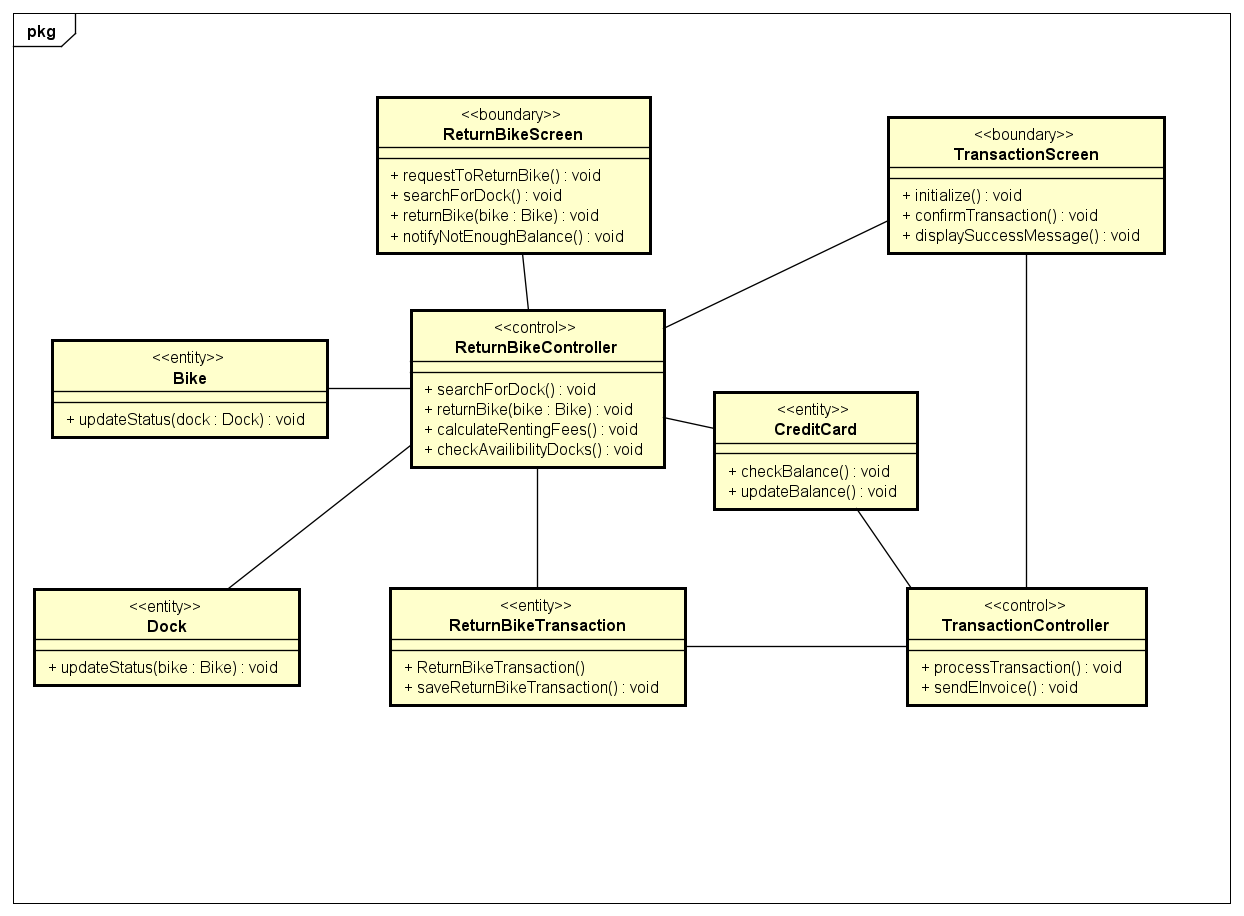 pkg
<<boundary>>
ReturnBikeScreen
+ requestToReturnBike() : void
+ searchForDock() : void
+ returnBike(bike : Bike) : void
+ notifyNotEnoughBalance() : void
<<boundary>>
TransactionScreen
+ initialize() : void
+ confirmTransaction() : void
+ displaySuccessMessage() : void
<<control>>
ReturnBikeController
+ searchForDock() : void
+ returnBike(bike : Bike) : void
+ calculateRentingFees() : void
+ checkAvailibilityDocks() : void
<<entity>>
Bike
+ updateStatus(dock : Dock) : void
<<entity>>
CreditCard
+ checkBalance() : void
+ updateBalance() : void
<<entity>>
Dock
+ updateStatus(bike : Bike) : void
<<entity>>
ReturnBikeTransaction
+ ReturnBikeTransaction()
+ saveReturnBikeTransaction() : void
<<control>>
TransactionController
+ processTransaction() : void
+ sendEInvoice() : void